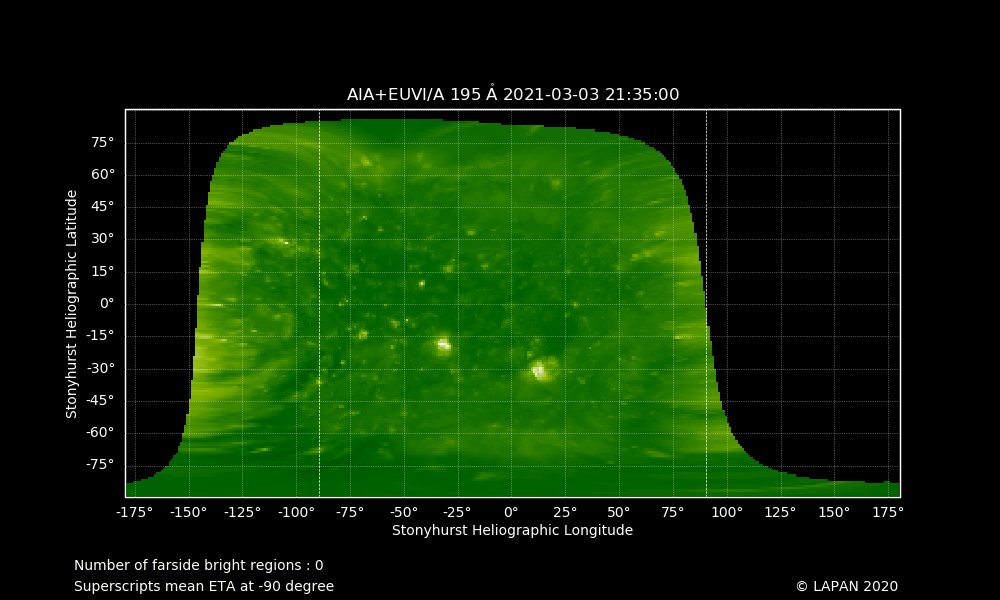 AIA+EUVI/A 195 Å 2021-03-03 21:35:00
75°
60°
45°
30°
15°
0°
-15°
-30°
-45°
-60°
-75°
Stonyhurst Heliographic Latitude
-175° -150° -125° -100° -75° -50° -25° 0° 25° 50° 75° 100° 125° 150° 175°
Stonyhurst Heliographic Longitude
Number of farside bright regions : 0
Superscripts mean ETA at -90 degree
© LAPAN 2020